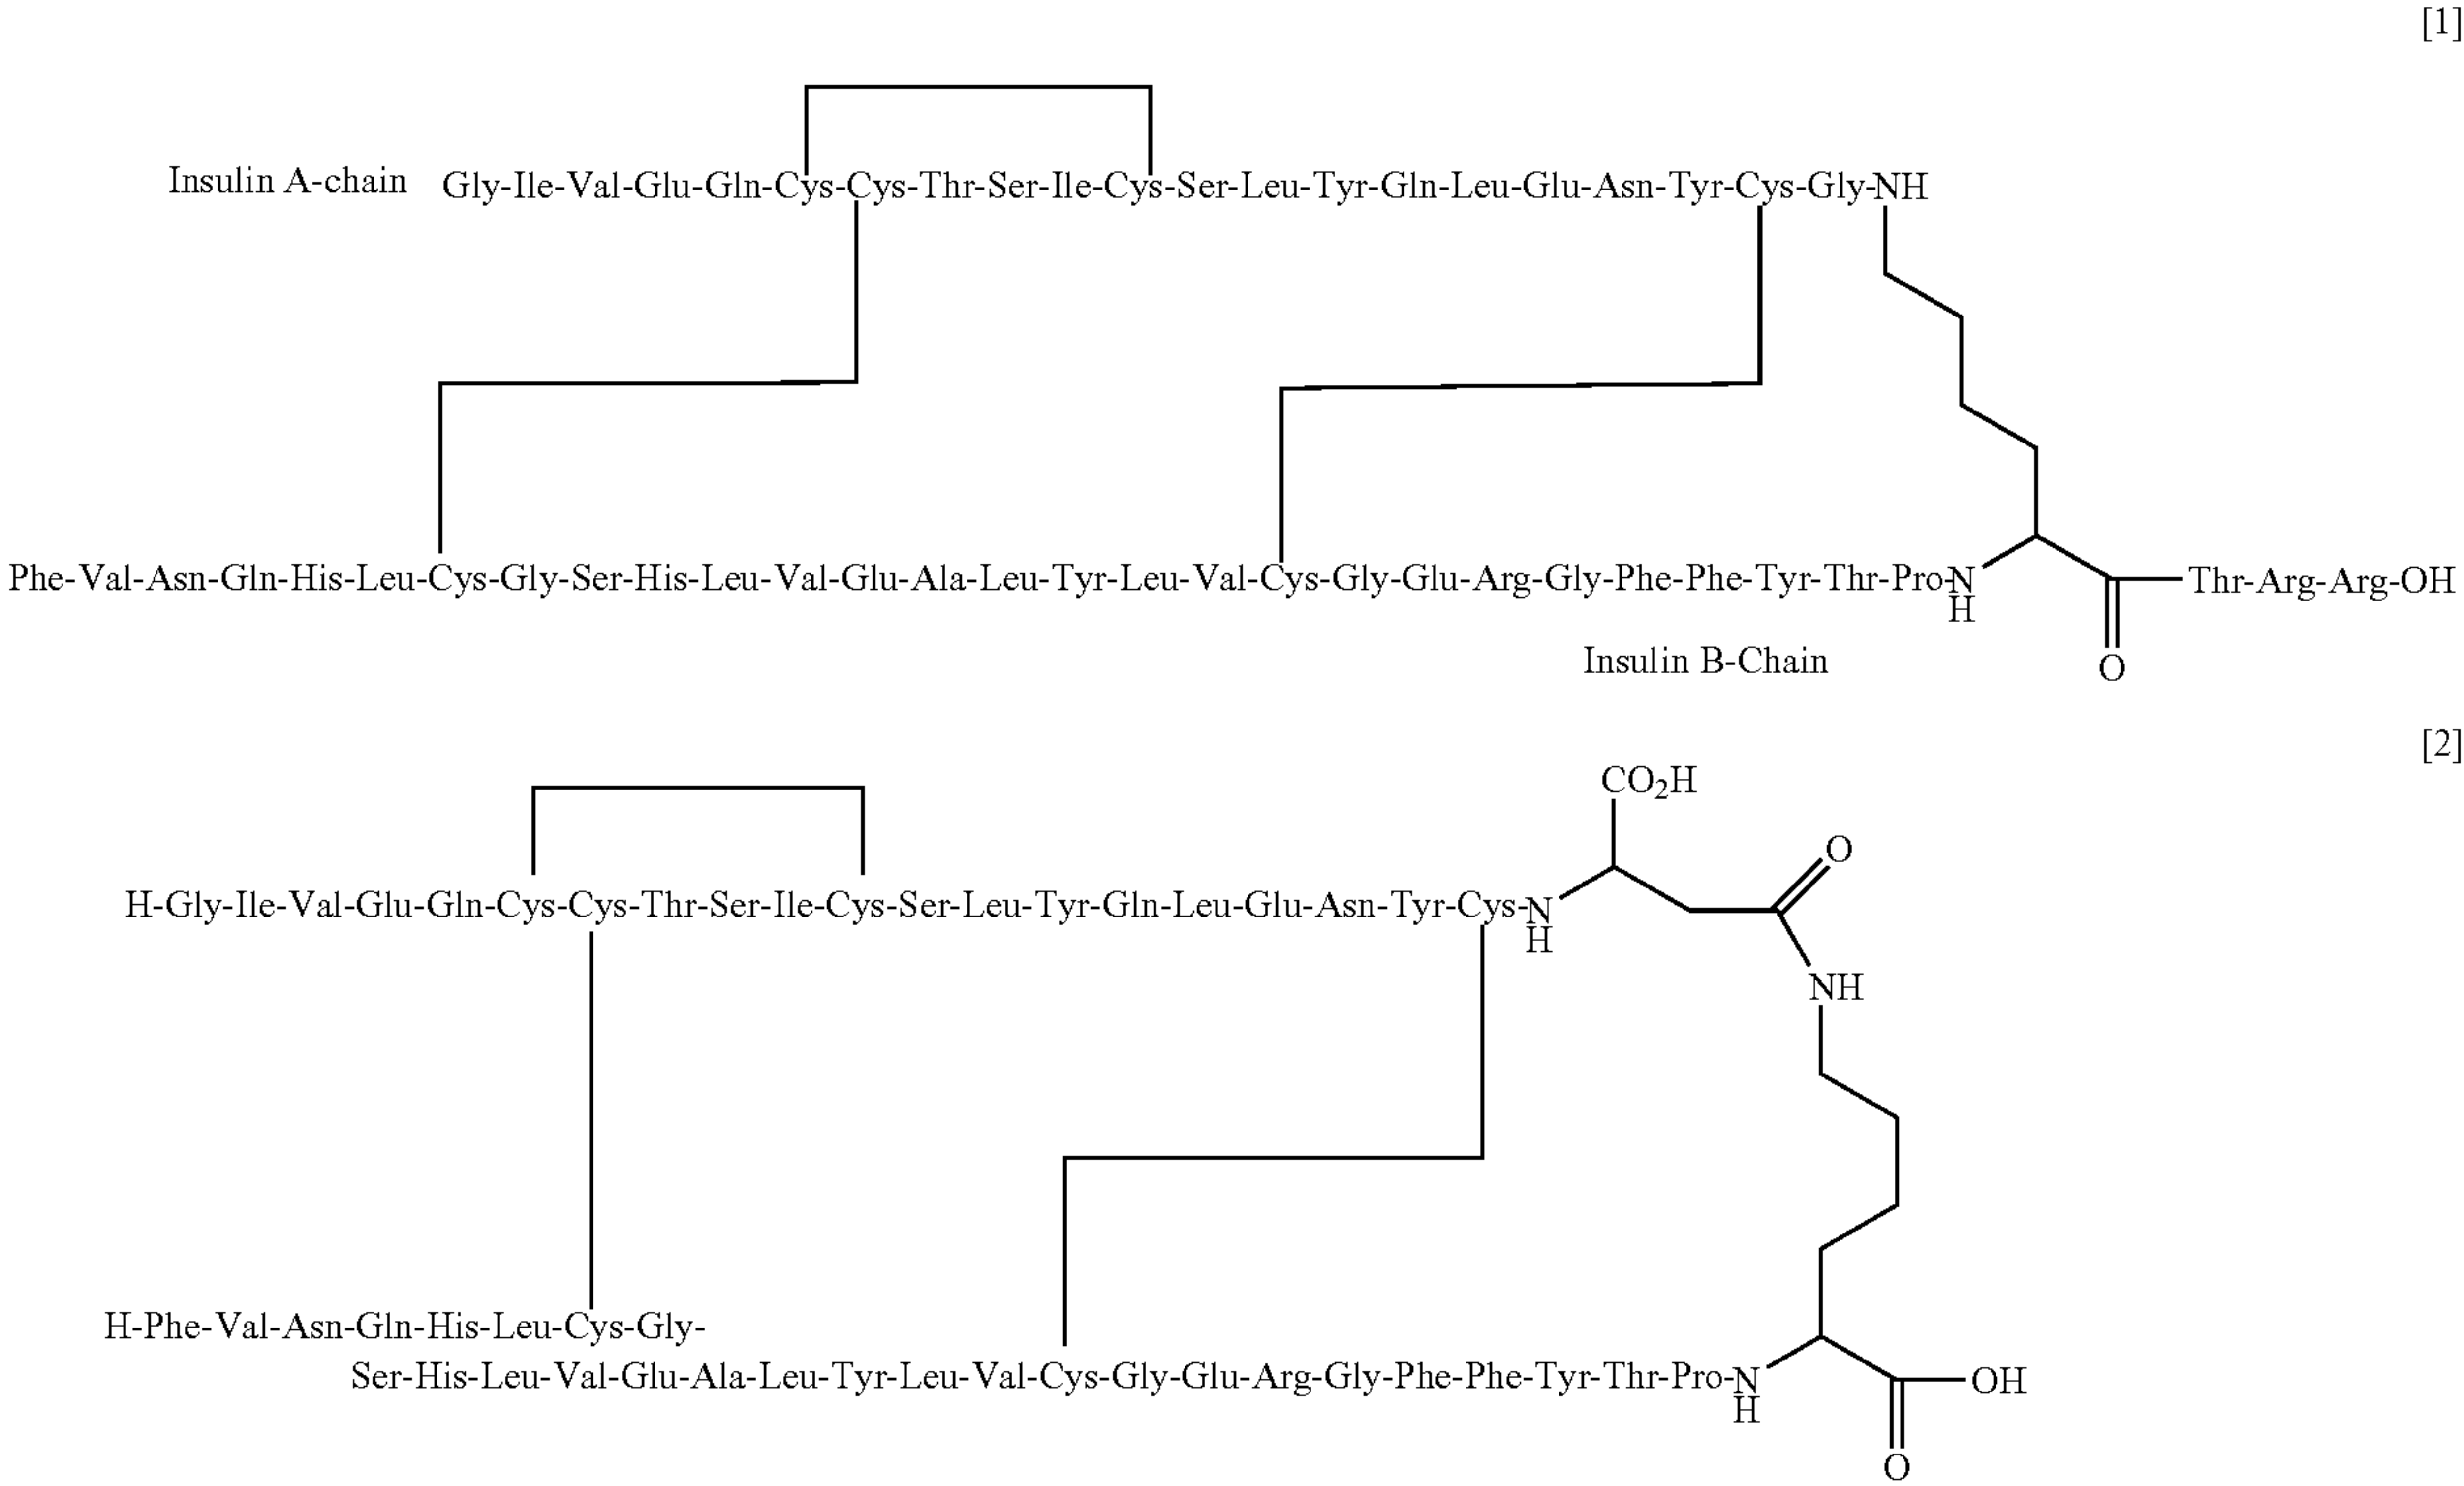 [1]
Insulin A-chain Gly-Ile-Val-Glu-Gln-Cys-Cys-Thr-Ser-Ile-Cys-Ser-Leu-Tyr-Gln-Leu-Glu-Asn-Tyr-Cys-Gly-NH
Phe-Val-Asn-Gln-His-Leu-Cys-Gly-Ser-His-Leu-Val-Glu-Ala-Leu-Tyr-Leu-Val-Cys-Gly-Glu-Arg-Gly-Phe-Phe-Tyr-Thr-Pro-N Thr-Arg-Arg-OH
H
Insulin B-Chain
O
[2]
CO₂H
O
H-Gly-Ile-Val-Glu-Gln-Cys-Cys-Thr-Ser-Ile-Cys-Ser-Leu-Tyr-Gln-Leu-Glu-Asn-Tyr-Cys-N
H
NH
H-Phe-Val-Asn-Gln-His-Leu-Cys-Gly-
Ser-His-Leu-Val-Glu-Ala-Leu-Tyr-Leu-Val-Cys-Gly-Glu-Arg-Gly-Phe-Phe-Tyr-Thr-Pro-N OH
H
O